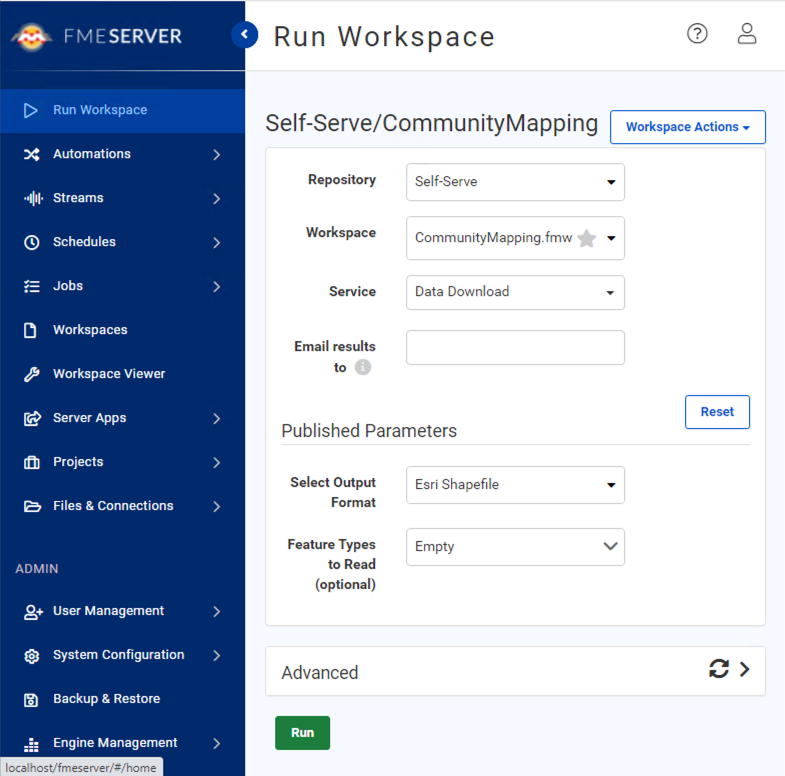 FMESERVER
Run Workspace
Run Workspace
Automations
Streams
Schedules
Jobs
Workspaces
Workspace Viewer
Server Apps
Projects
Files & Connections
ADMIN
User Management
System Configuration
Backup & Restore
Engine Management
localhost/fmeserver/#/home
Self-Serve/CommunityMapping
Workspace Actions
Repository
Self-Serve
Workspace
CommunityMapping.fmw
Service
Data Download
Email results
to
Reset
Published Parameters
Select Output
Format
Esri Shapefile
Feature Types
to Read
(optional)
Empty
Advanced
Run